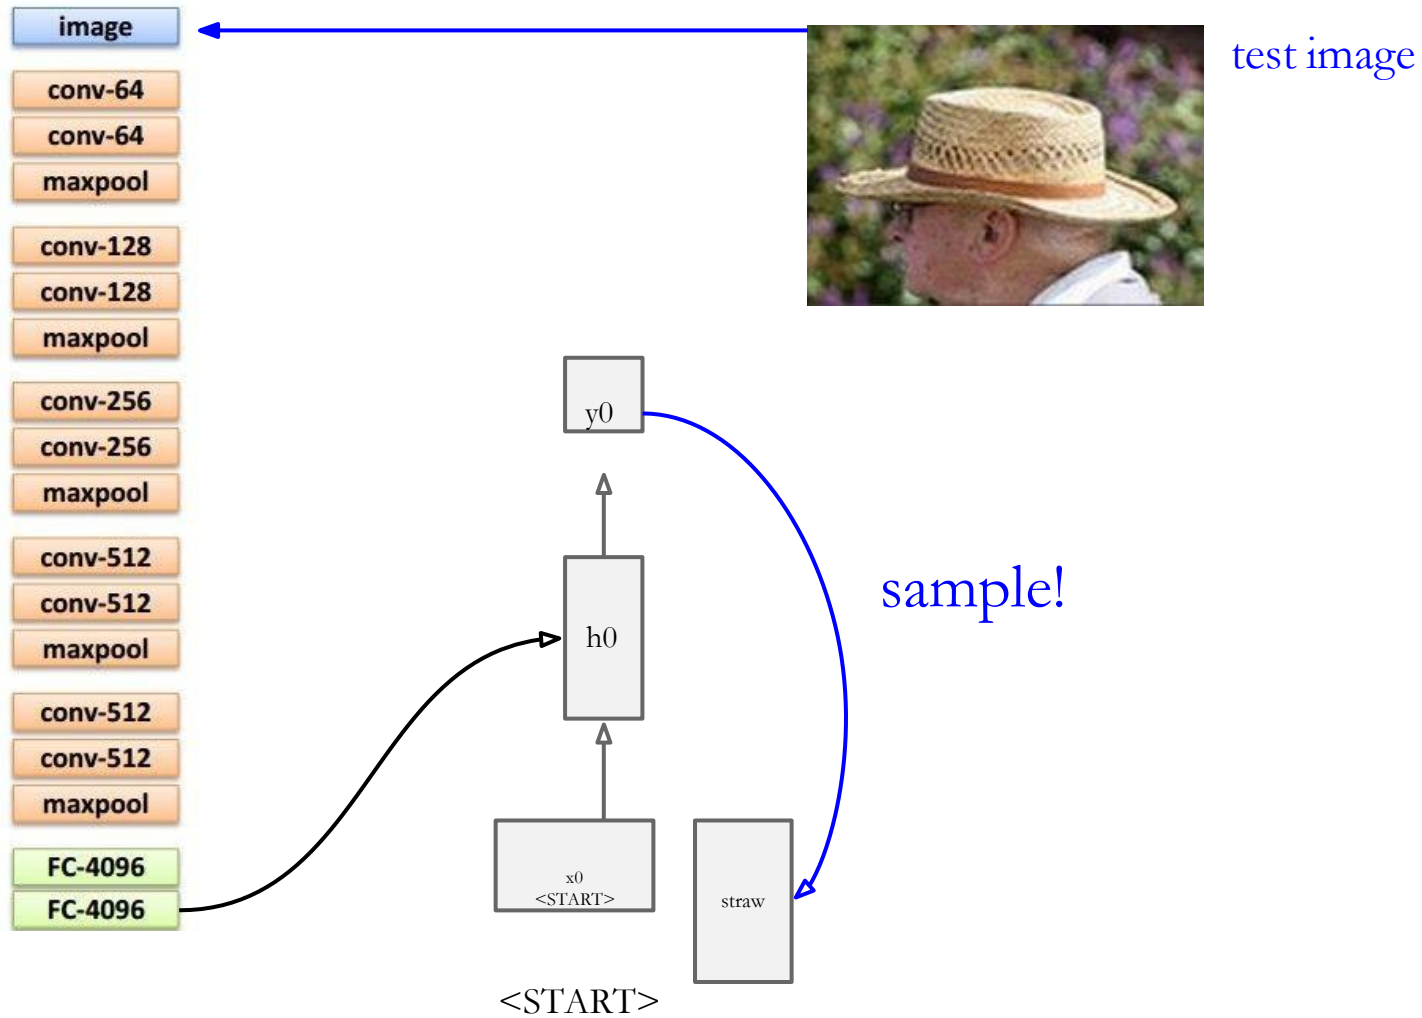 image
test image
conv-64
conv-64
maxpool
conv-128
conv-128
maxpool
conv-256
conv-256
maxpool
conv-512
conv-512
maxpool
conv-512
conv-512
maxpool
FC-4096
FC-4096
y0
sample!
h0
x0
<START>
straw
<START>